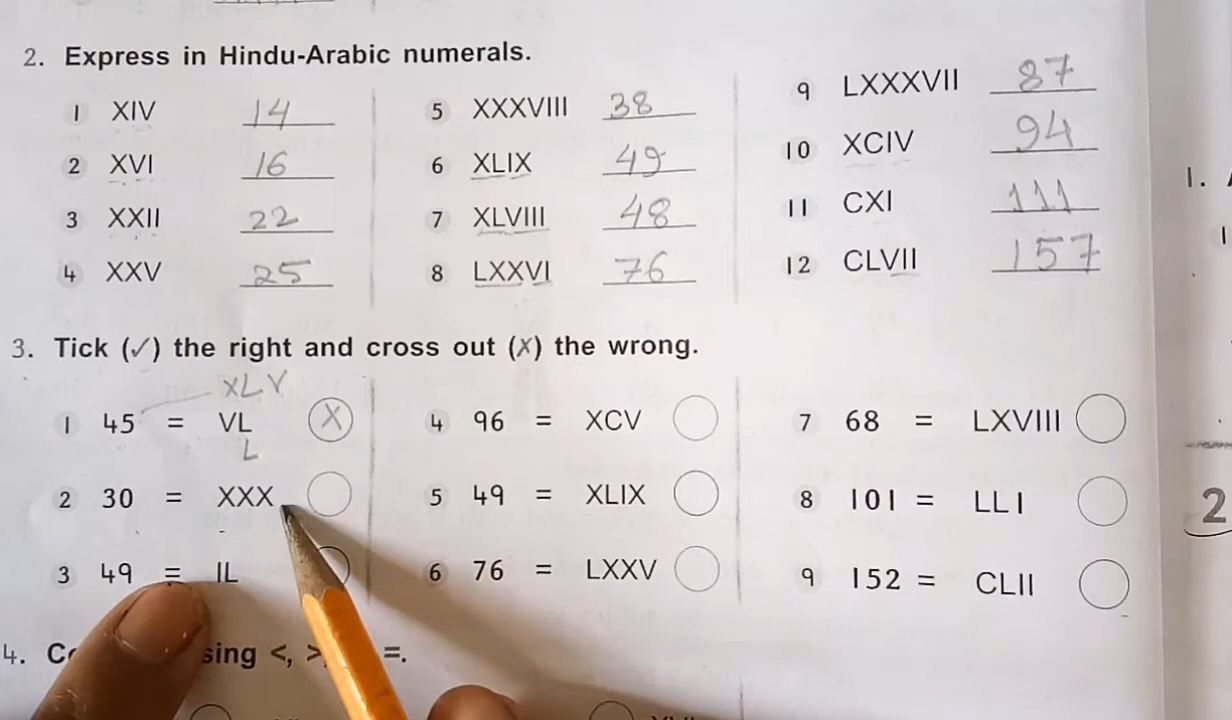 2. Express in Hindu-Arabic numerals.
1 XIV 14
2 XVI 16
3 XXII 22
4 XXV 25
5 XXXVIII 38
6 XLIX 49
7 XLVIII 48
8 LXXVI 76
9 LXXXVII 87
10 XCIV 94
11 CXI 111
12 CLVII 157
3. Tick (✓) the right and cross out (✗) the wrong.
XLV
1 45 = VL X
L
2 30 = XXX
3 49 = IL
4 96 = XCV
5 49 = XLIX
6 76 = LXXV
7 68 = LXVIII
8 101 = LLI
9 152 = CLII
4. sing <, > =.
1.
1
2